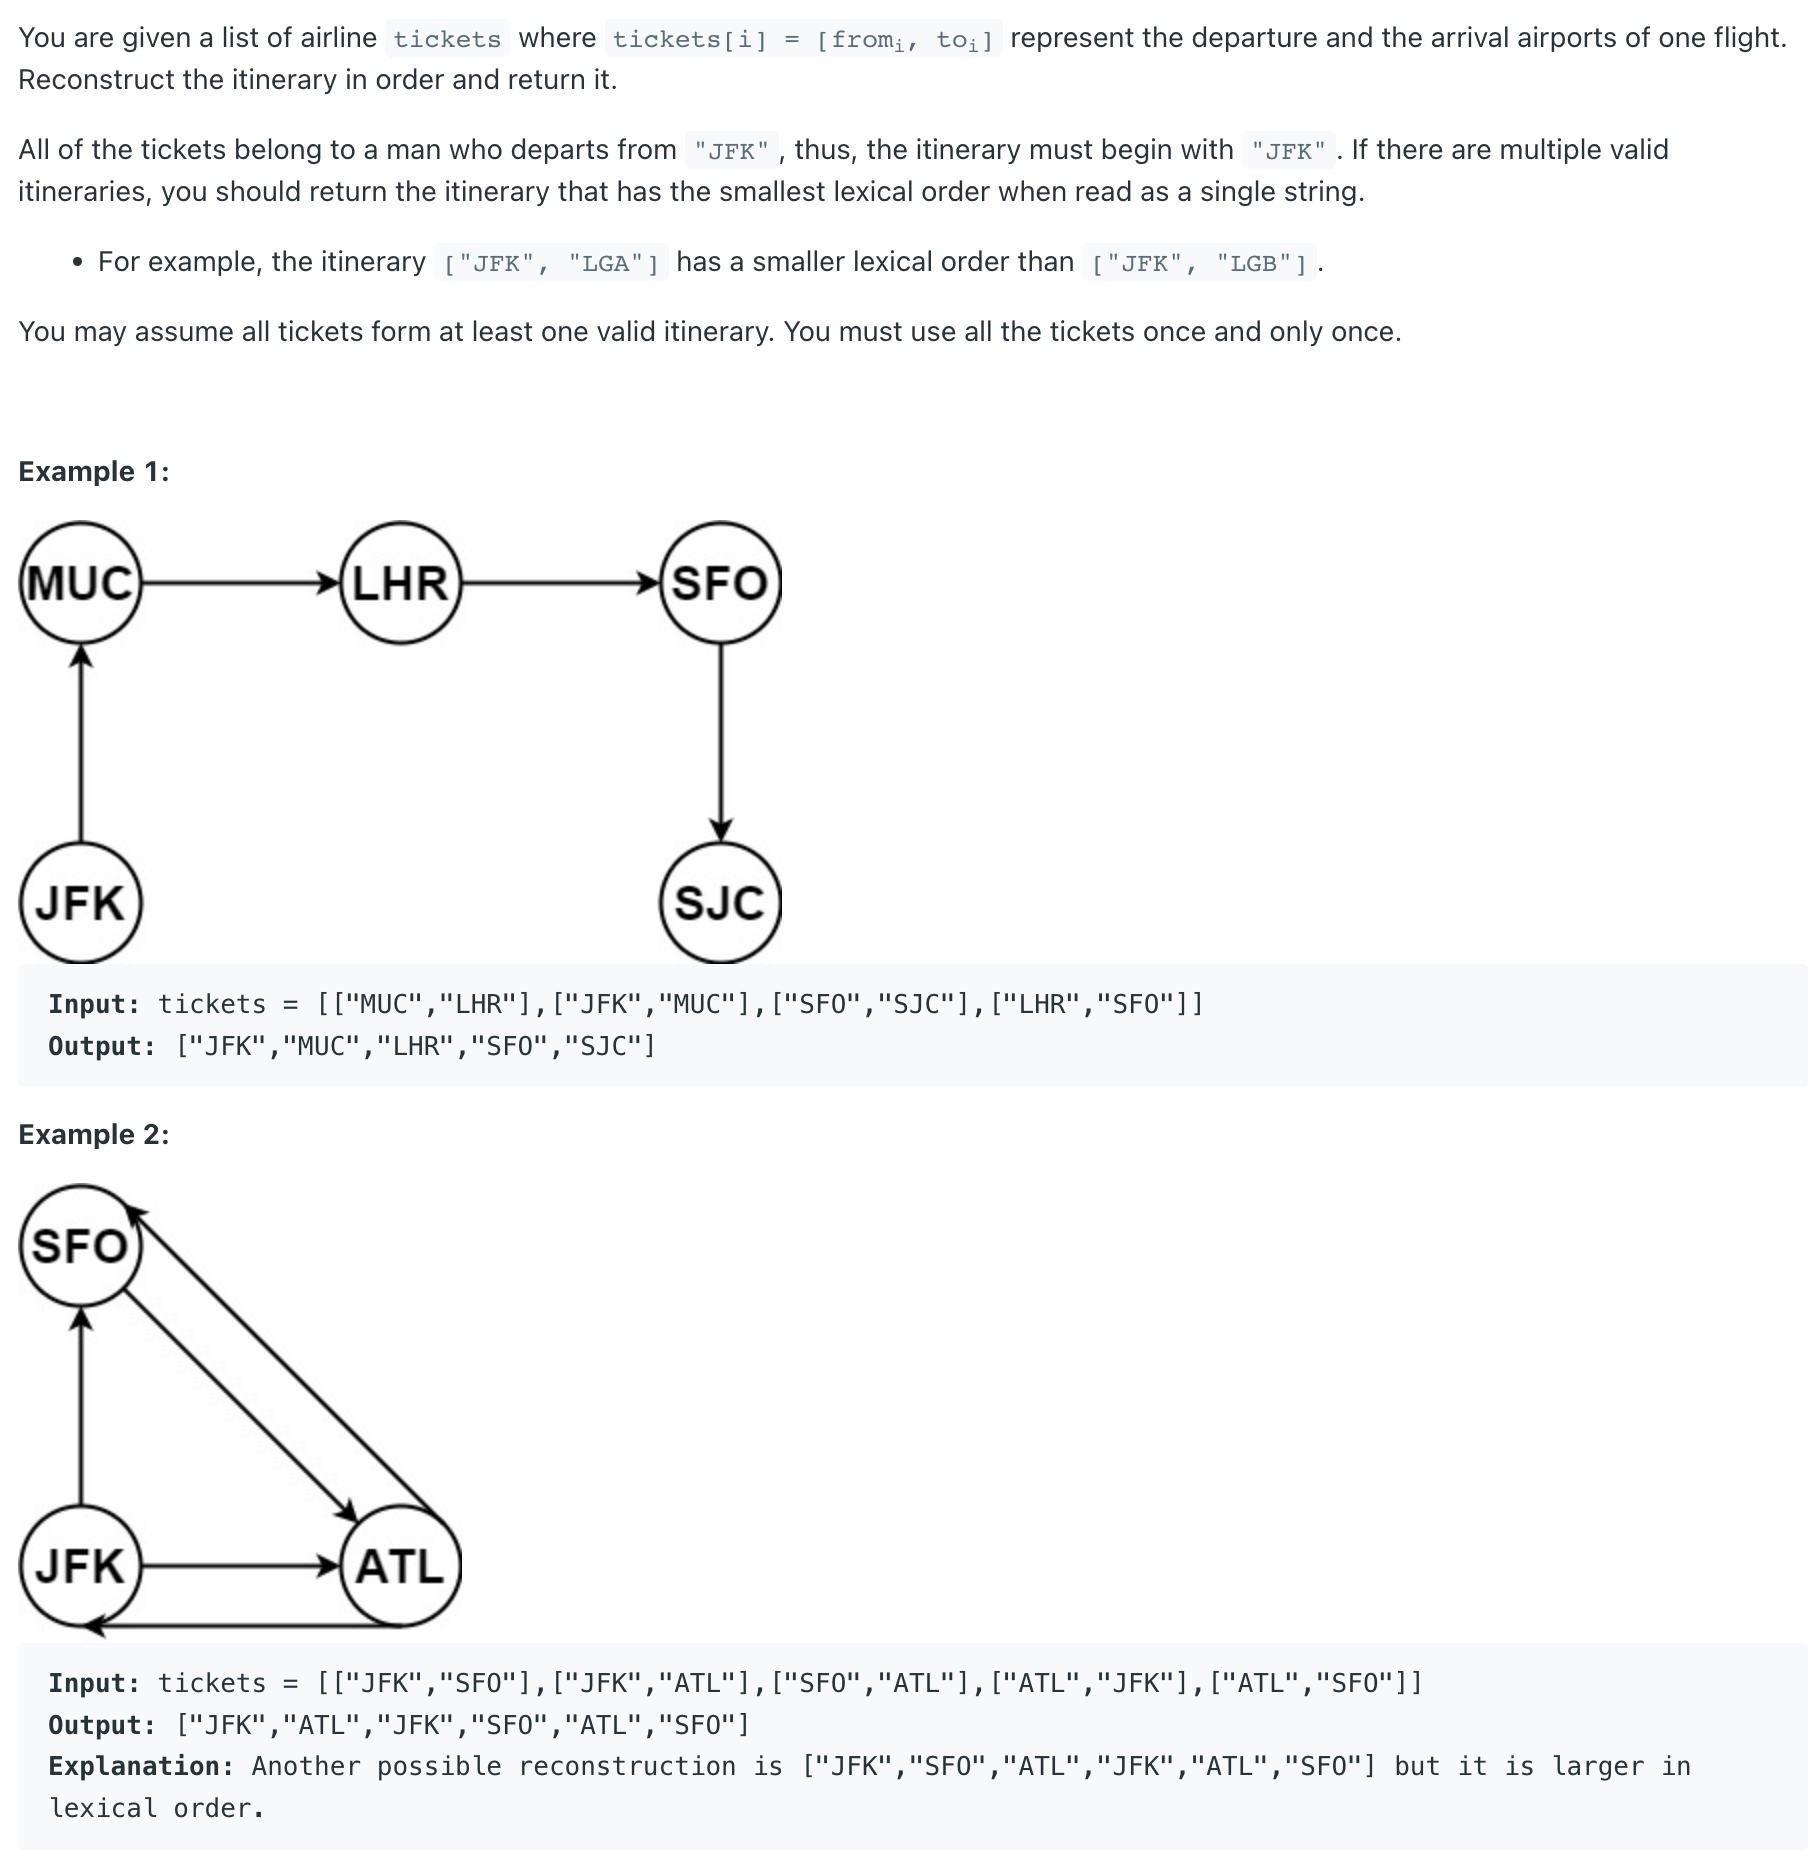 You are given a list of airline tickets where tickets[i] = [fromᵢ, toᵢ] represent the departure and the arrival airports of one flight.
Reconstruct the itinerary in order and return it.
All of the tickets belong to a man who departs from "JFK", thus, the itinerary must begin with "JFK". If there are multiple valid
itineraries, you should return the itinerary that has the smallest lexical order when read as a single string.
• For example, the itinerary ["JFK", "LGA"] has a smaller lexical order than ["JFK", "LGB"].
You may assume all tickets form at least one valid itinerary. You must use all the tickets once and only once.
Example 1:
MUC LHR SFO
JFK SJC
Input: tickets = [["MUC","LHR"],["JFK","MUC"],["SFO","SJC"],["LHR","SFO"]]
Output: ["JFK","MUC","LHR","SFO","SJC"]
Example 2:
SFO
JFK ATL
Input: tickets = [["JFK","SFO"],["JFK","ATL"],["SFO","ATL"],["ATL","JFK"],["ATL","SFO"]]
Output: ["JFK","ATL","JFK","SFO","ATL","SFO"]
Explanation: Another possible reconstruction is ["JFK","SFO","ATL","JFK","ATL","SFO"] but it is larger in
lexical order.